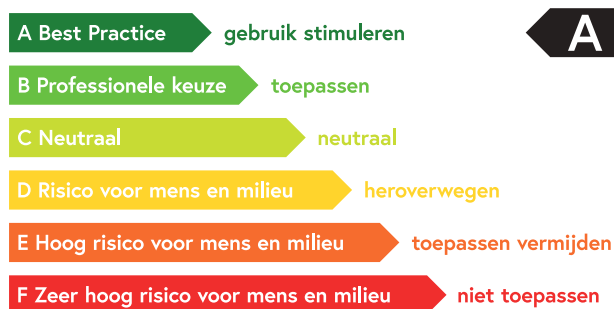 A Best Practice gebruik stimuleren A
B Professionele keuze toepassen
C Neutraal neutraal
D Risico voor mens en milieu heroverwegen
E Hoog risico voor mens en milieu toepassen vermijden
F Zeer hoog risico voor mens en milieu niet toepassen